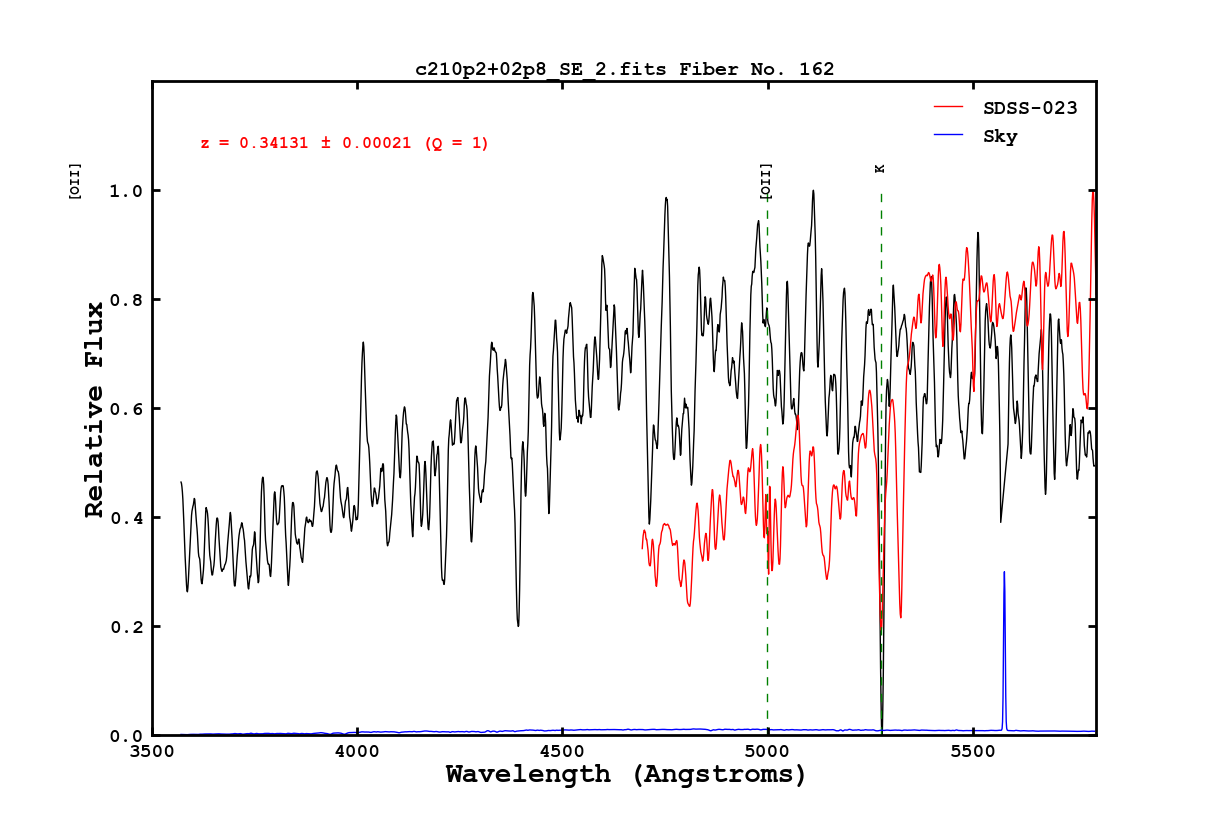 c210p2+02p8_SE_2.fits Fiber No. 162
SDSS-023
Sky
z = 0.34131 ± 0.00021 (Q = 1)
[OII]
[OII]
K
1.0
0.8
0.6
0.4
0.2
0.0
Relative Flux
3500
4000
4500
5000
5500
Wavelength (Angstroms)